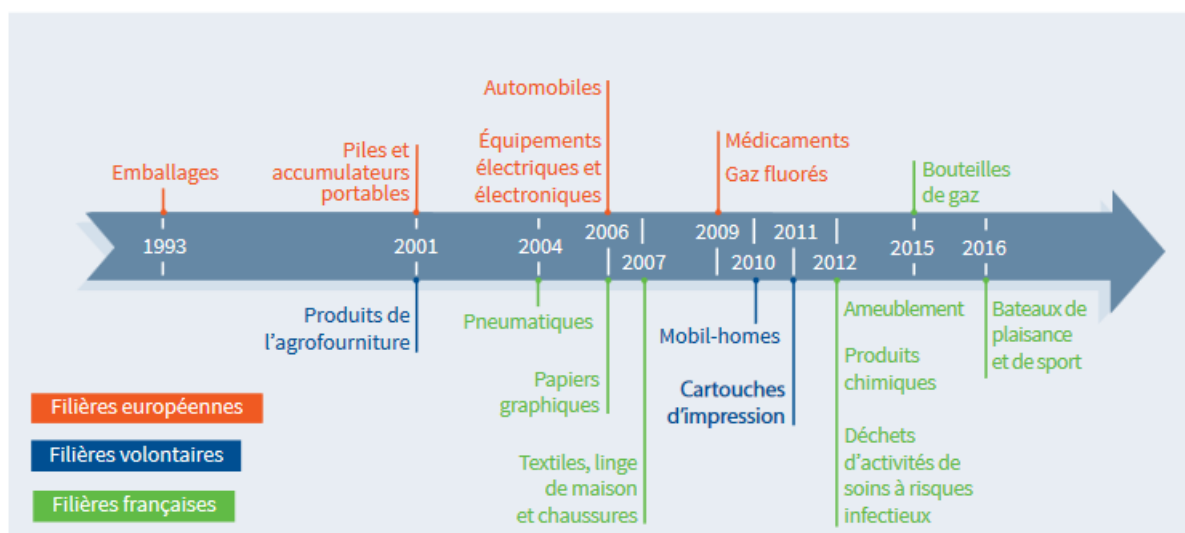 Automobiles
Équipements
électriques et
électroniques
Médicaments
Gaz fluorés
Piles et
accumulateurs
portables
Emballages
Bouteilles
de gaz
1993
2001
2004
2006
2007
2009
2010
2011
2012
2015
2016
Produits de
l'agrofourniture
Pneumatiques
Papiers
graphiques
Textiles, linge
de maison
et chaussures
Mobil-homes
Cartouches
d'impression
Ameublement
Produits
chimiques
Déchets
d'activités de
soins à risques
infectieux
Bateaux de
plaisance
et de sport
Filières européennes
Filières volontaires
Filières françaises